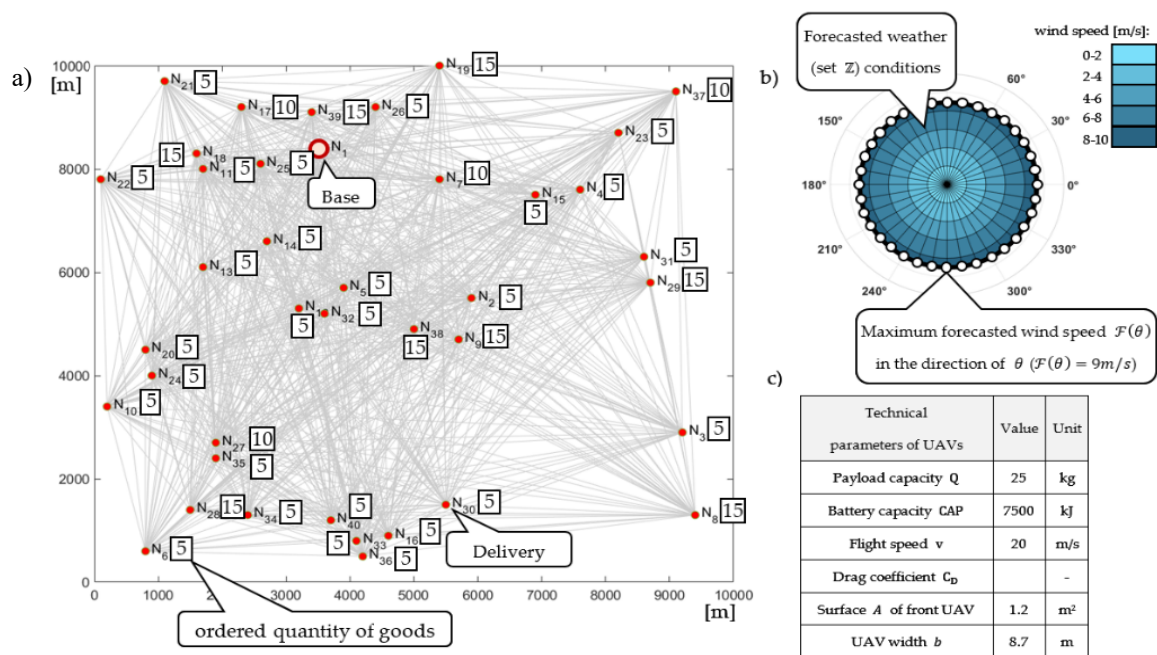 a)
[m]
10000
8000
6000
4000
2000
0
0 1000 2000 3000 4000 5000 6000 7000 8000 9000 10000
[m]
N19 15
N21 5
N37 10
N17 10
N39 15
N26 5
N23 5
N1
Base
15 N18
N11 5
N25 5
N22 5
N7 10
N4 5
N15
5
N14 5
N13 5
N31 5
N29 15
N5 5
N2 5
N1
5
N32 5
N38
15
N9 15
N20 5
N24 5
N10 5
N3 5
N27 10
N35 5
N28 15
N34 5
N40 5
N30 5
N8 15
N16 5
5 N33
N36 5
N6 5
Delivery
ordered quantity of goods
b)
Forecasted weather
(set ℤ) conditions
wind speed [m/s]:
0-2
2-4
4-6
6-8
8-10
60°
30°
0°
330°
300°
240°
210°
180°
150°
Maximum forecasted wind speed ℱ(θ)
in the direction of θ (ℱ(θ) = 9m/s)
c)
Technical
parameters of UAVs
Value
Unit
Payload capacity Q 25 kg
Battery capacity CAP 7500 kJ
Flight speed v 20 m/s
Drag coefficient CD -
Surface A of front UAV 1.2 m²
UAV width b 8.7 m